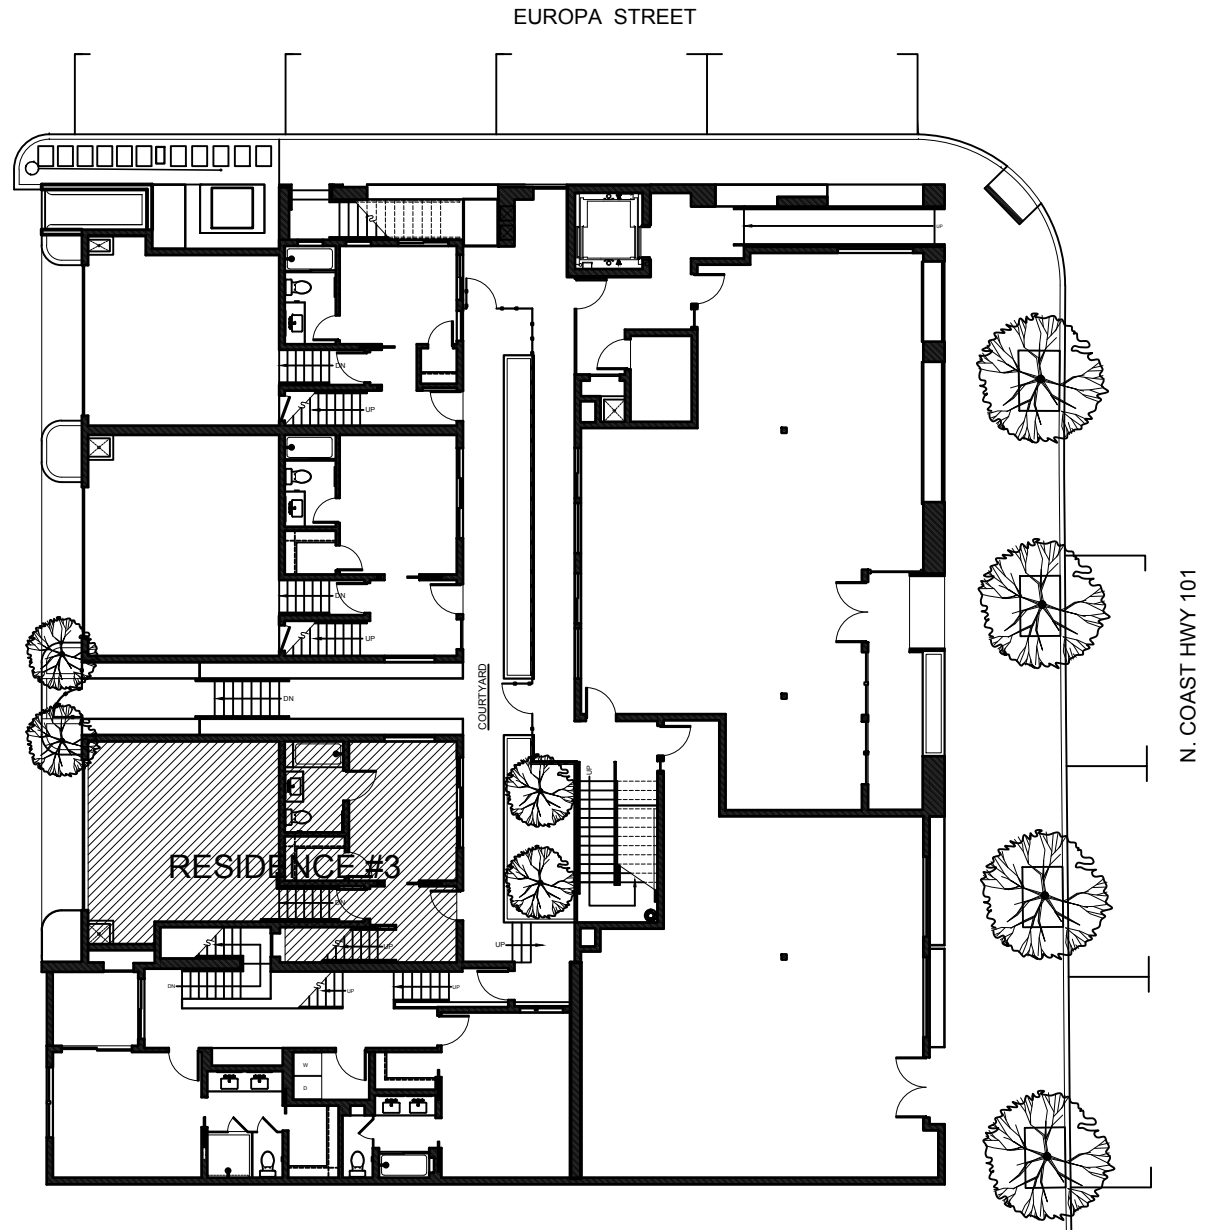 EUROPA STREET
UP
DN
UP
DN
UP
N. COAST HWY 101
COURTYARD
DN
UP
RESIDENCE #3
DN
UP
UP
DN
UP
UP
W
D